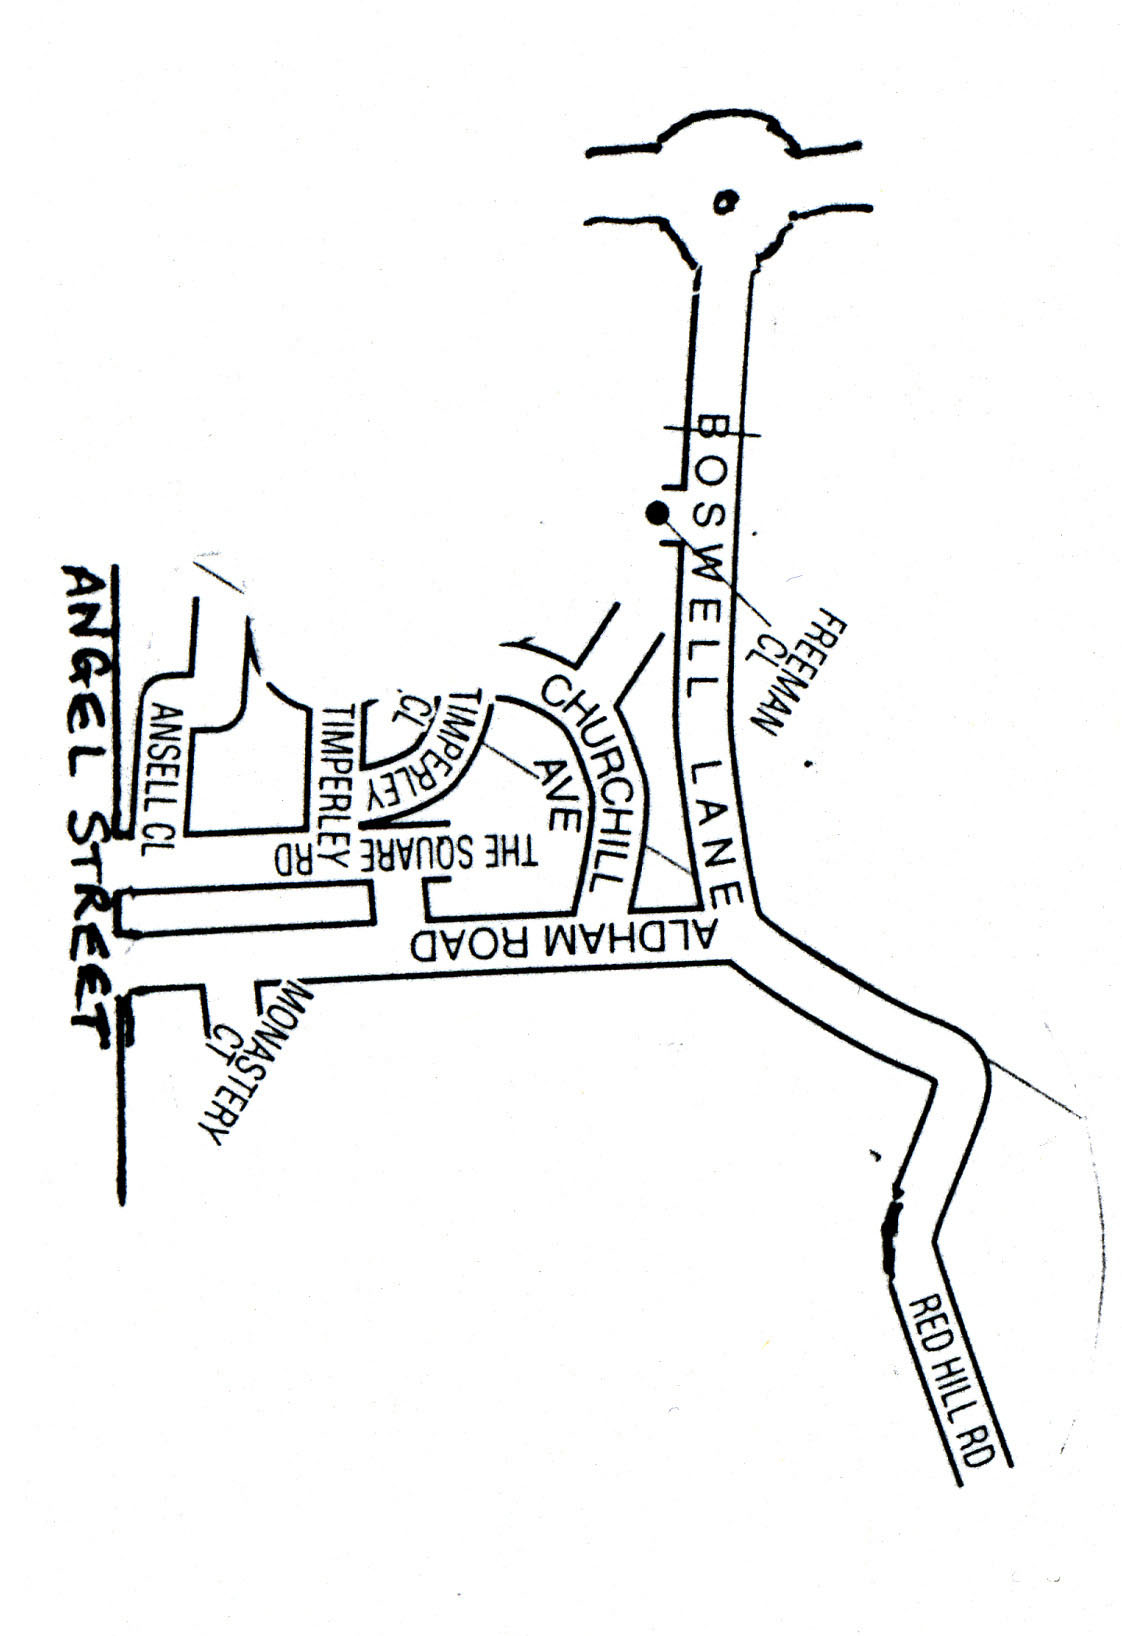 RED HILL RD
FREEMAN
CL
BOSWELL LANE
ALDHAM ROAD
CHURCHILL
AVE
THE SQUARE
TIMPERLEY
CL
TIMPERLEY
RD
MONASTERY
CT
ANSELL CL
ANGEL STREET